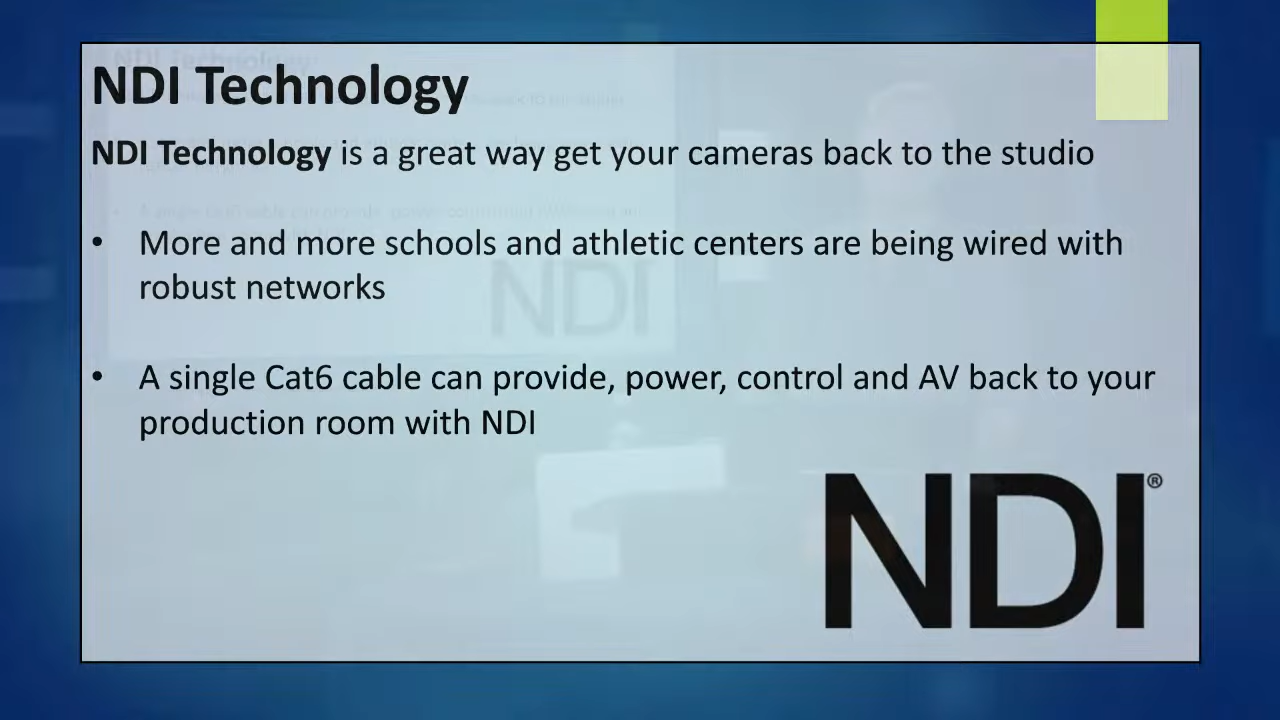 NDI Technology
NDI Technology is a great way get your cameras back to the studio
• More and more schools and athletic centers are being wired with
robust networks
• A single Cat6 cable can provide, power, control and AV back to your
production room with NDI
NDI®
NDI